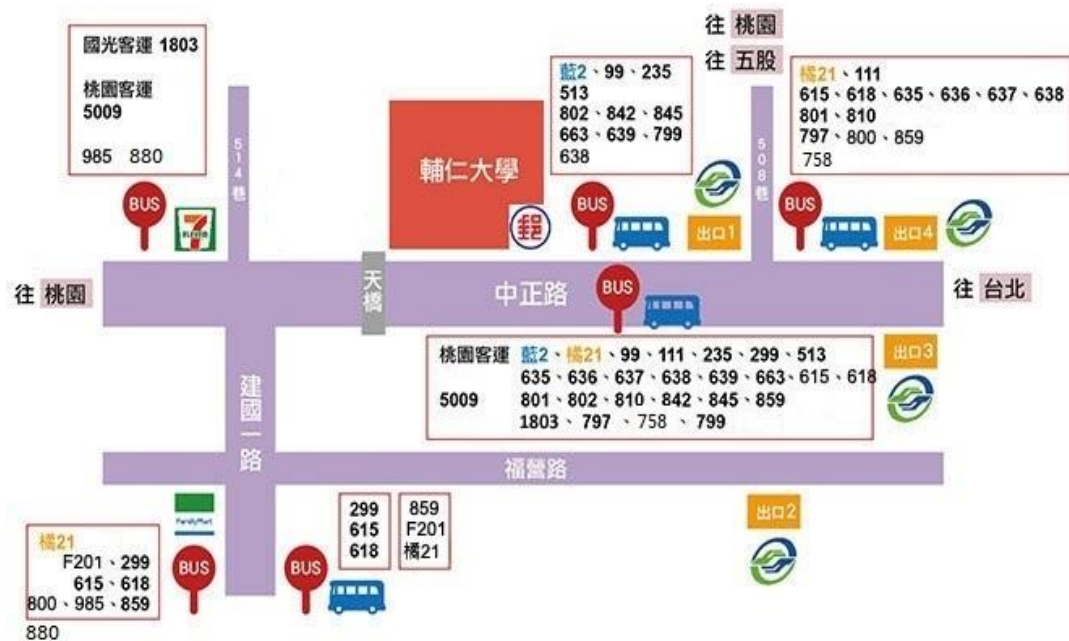 往 桃園
往 五股
國光客運 1803
桃園客運
5009
985 880
藍2、99、235
513
802、842、845
663、639、799
638
橘21、111
615、618、635、636、637、638
801、810
797、800、859
758
514巷
輔仁大學
508巷
BUS
7
ELEVEN
郵
BUS
出口1
BUS
出口4
往 桃園
天橋
中正路
BUS
往 台北
桃園客運 藍2、橘21、99、111、235、299、513
635、636、637、638、639、663、615、618
5009 801、802、810、842、845、859
1803、797、758、799
出口3
建國一路
福營路
FamilyMart
橘21
F201、299
615、618
800、985、859
880
BUS
BUS
299
615
618
859
F201
橘21
出口2